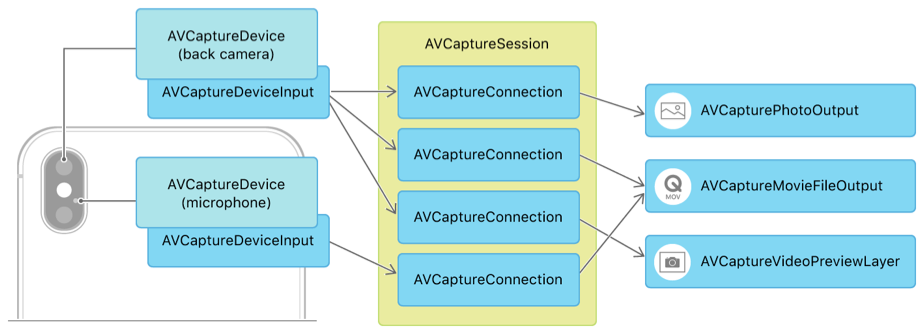 AVCaptureDevice
(back camera)
AVCaptureDeviceInput
AVCaptureDevice
(microphone)
AVCaptureDeviceInput
AVCaptureSession
AVCaptureConnection
AVCaptureConnection
AVCaptureConnection
AVCaptureConnection
AVCapturePhotoOutput
MOV
AVCaptureMovieFileOutput
AVCaptureVideoPreviewLayer